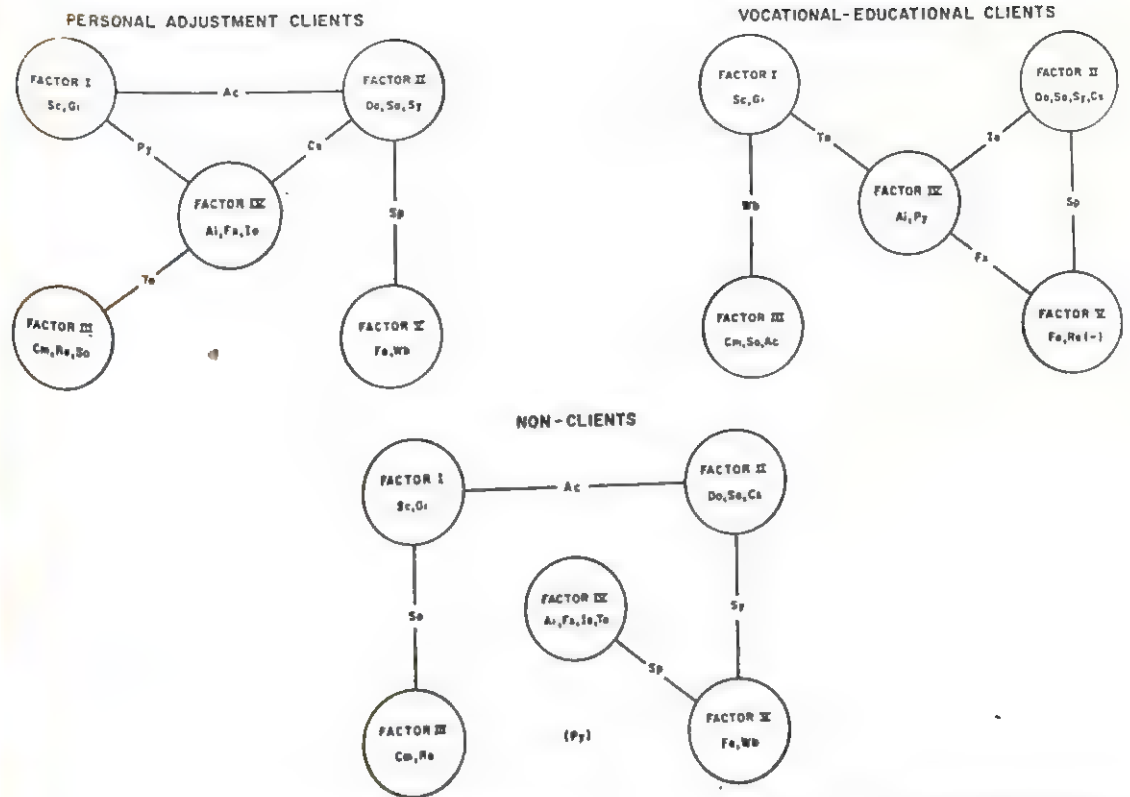 PERSONAL ADJUSTMENT CLIENTS
FACTOR I
Sc,Gi
Ac
FACTOR II
Do,Sa,Sy
Py
Cs
FACTOR IV
Ai,Fx,Ie
Sp
To
FACTOR III
Cm,Re,So
FACTOR V
Fe,Wb
VOCATIONAL-EDUCATIONAL CLIENTS
FACTOR I
Sc,Gi
FACTOR II
Do,Sa,Sy,Cs
To
Ie
FACTOR IV
Ai,Py
Wb
Sp
Fx
FACTOR III
Cm,So,Ac
FACTOR V
Fe,Re(-)
NON-CLIENTS
FACTOR I
Sc,Gi
Ac
FACTOR II
Do,Sa,Cs
FACTOR IV
Ai,Fx,Ie,To
So
Sy
Sp
FACTOR III
Cm,Re
(Py)
FACTOR V
Fe,Wb